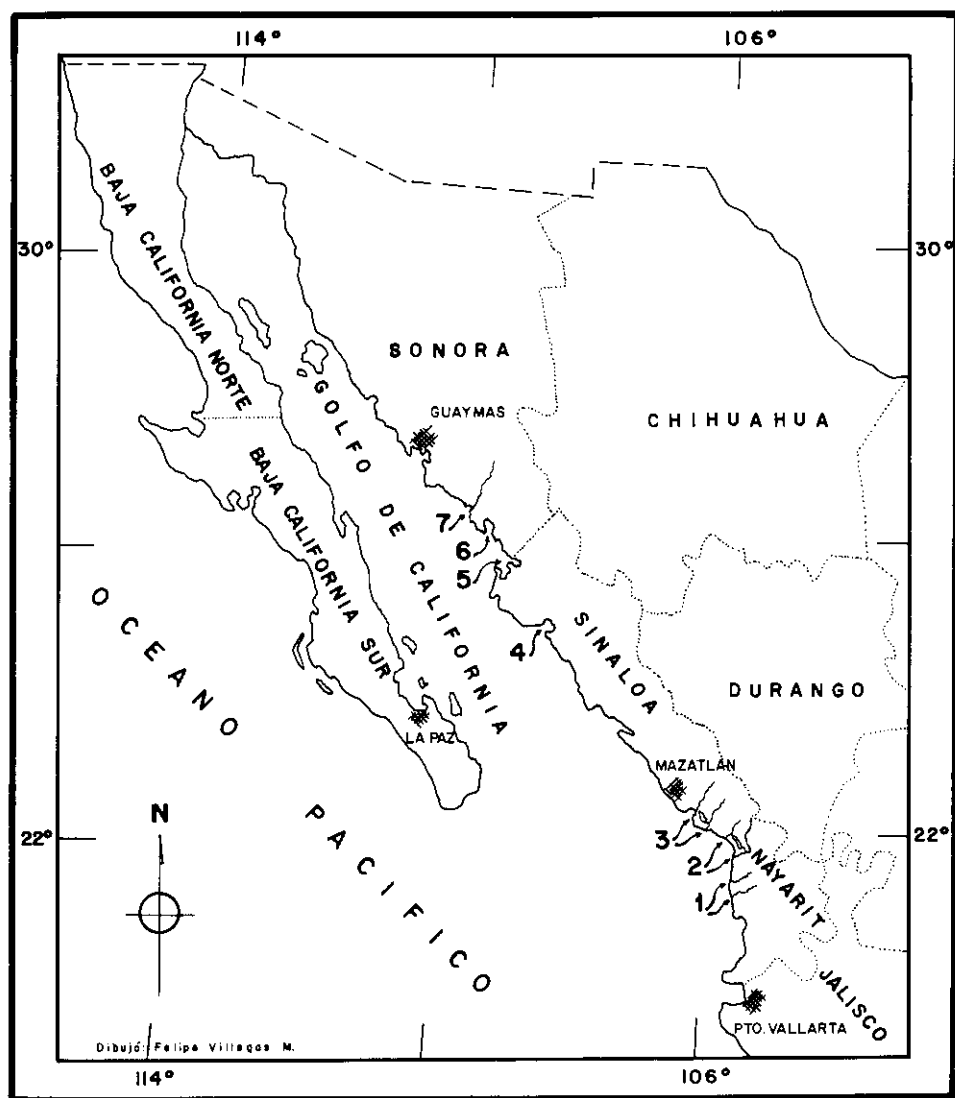 114° 106°
30° 30°
BAJA CALIFORNIA NORTE
SONORA
GUAYMAS
CHIHUAHUA
GOLFO DE CALIFORNIA
BAJA CALIFORNIA SUR
7
6
5
4
OCEANO PACIFICO
SINALOA
DURANGO
LA PAZ
MAZATLÁN
N
22° 22°
3
2
1
NAYARIT
JALISCO
PTO. VALLARTA
Dibujó: Felipe Villegas M.
114° 106°